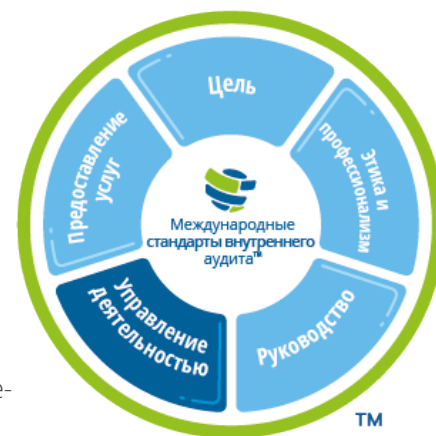 Цель
Этика и
профессионализм
Руководство
Управление
деятельностью
Предоставление
услуг
Международные
стандарты внутреннего
аудита™
е-
TM